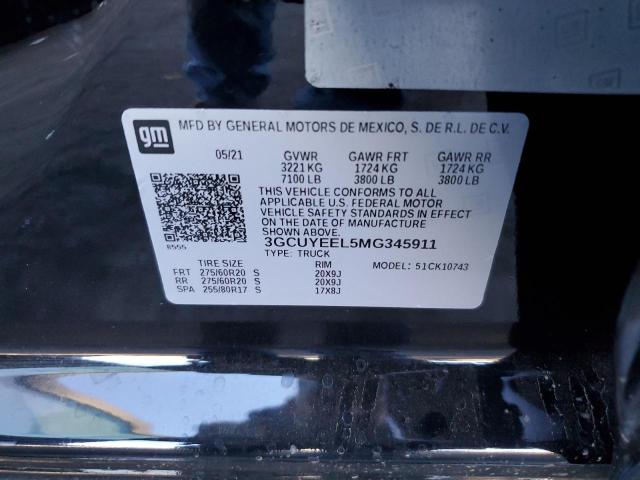 gm
MFD BY GENERAL MOTORS DE MEXICO, S. DE R.L. DE C.V.
05/21 GVWR GAWR FRT GAWR RR
3221 KG 1724 KG 1724 KG
7100 LB 3800 LB 3800 LB
THIS VEHICLE CONFORMS TO ALL
APPLICABLE U.S. FEDERAL MOTOR
VEHICLE SAFETY STANDARDS IN EFFECT
ON THE DATE OF MANUFACTURE
SHOWN ABOVE.
8555 3GCUYEEL5MG345911
TYPE: TRUCK
TIRE SIZE RIM MODEL: 51CK10743
FRT 275/60R20 S 20X9J
RR 275/60R20 S 20X9J
SPA 255/80R17 S 17X8J